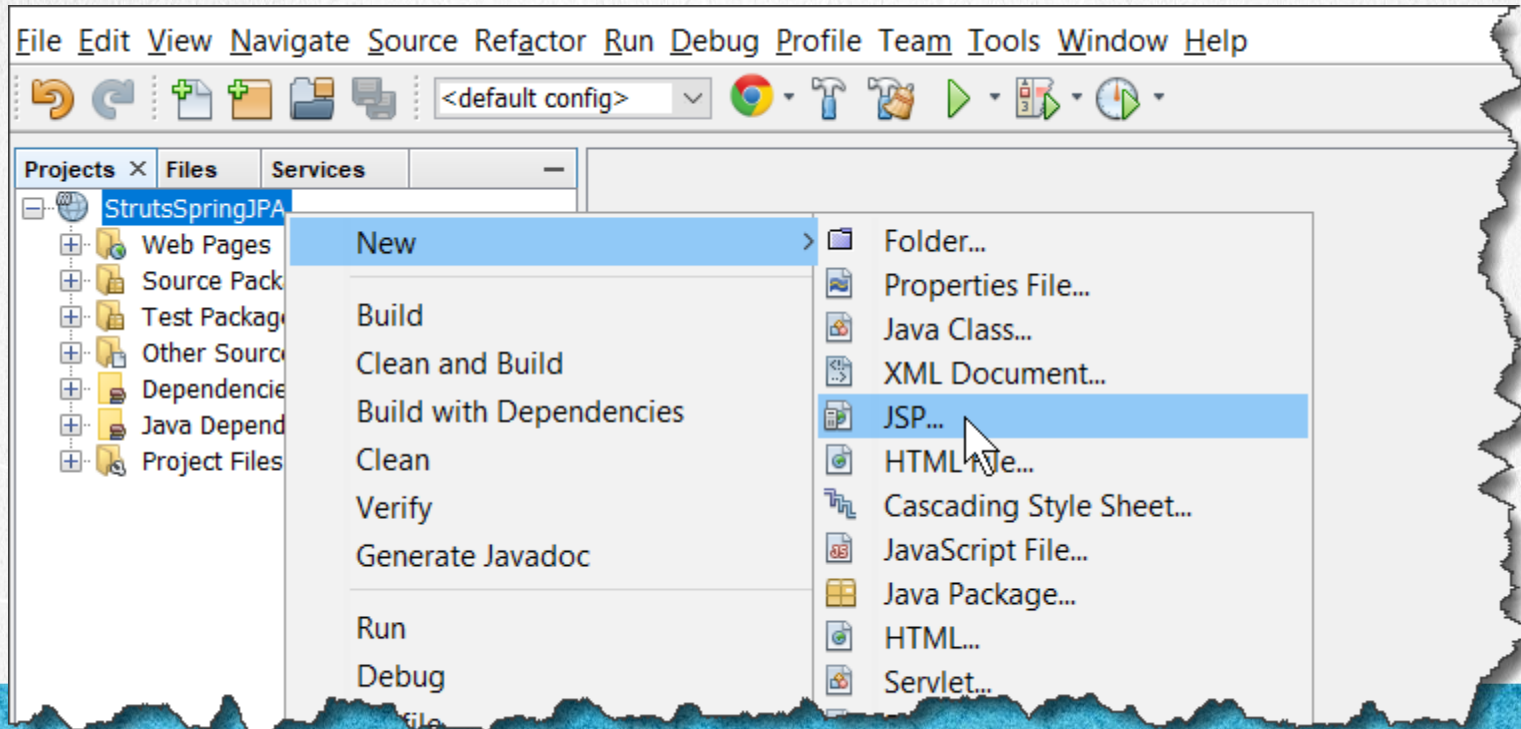 File Edit View Navigate Source Refactor Run Debug Profile Team Tools Window Help
<default config>
Projects Files Services
StrutsSpringJPA
Web Pages
Source Pack
Test Packag
Other Sourc
Dependencie
Java Depend
Project Files
New
Build
Clean and Build
Build with Dependencies
Clean
Verify
Generate Javadoc
Run
Debug
Folder...
Properties File...
Java Class...
XML Document...
JSP...
HTML File...
Cascading Style Sheet...
JavaScript File...
Java Package...
HTML...
Servlet...